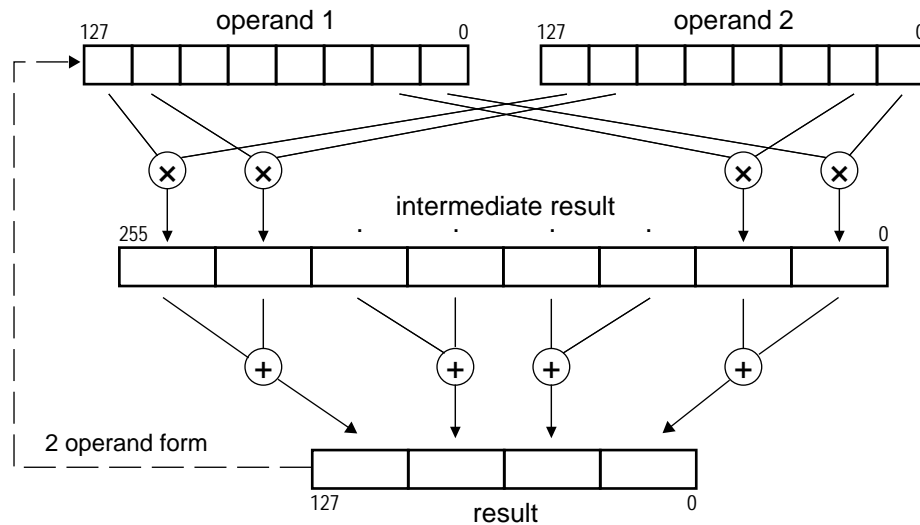 operand 1 operand 2
127 0 127 0
× × × ×
intermediate result
255 . . . . 0
+ + + +
2 operand form
127 0
result